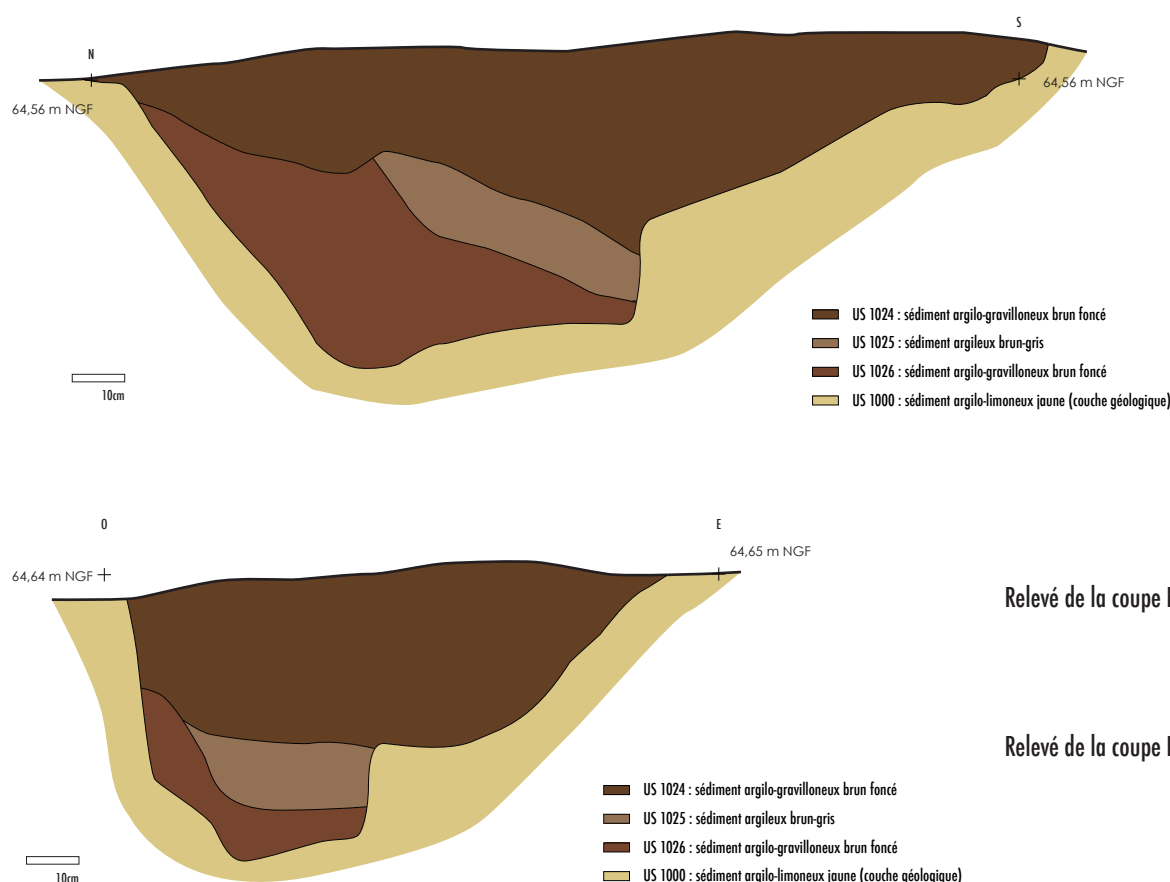 N
S
64,56 m NGF
64,56 m NGF
US 1024 : sédiment argilo-gravilloneux brun foncé
US 1025 : sédiment argileux brun-gris
US 1026 : sédiment argilo-gravilloneux brun foncé
US 1000 : sédiment argilo-limoneux jaune (couche géologique)
10cm
O
E
64,64 m NGF
64,65 m NGF
Relevé de la coupe
Relevé de la coupe
US 1024 : sédiment argilo-gravilloneux brun foncé
US 1025 : sédiment argileux brun-gris
US 1026 : sédiment argilo-gravilloneux brun foncé
US 1000 : sédiment argilo-limoneux jaune (couche géologique)
10cm